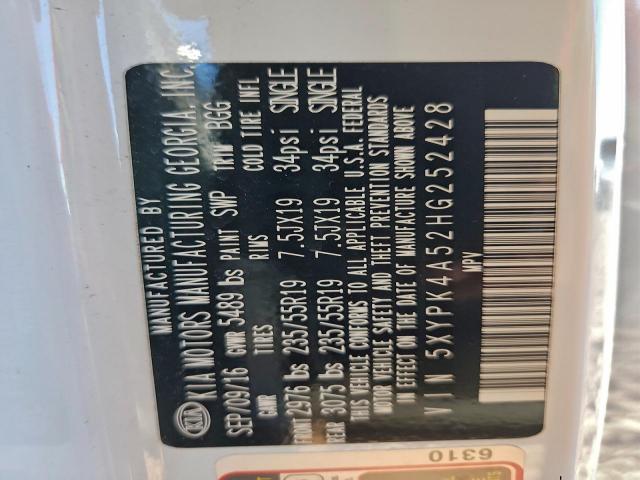 MANUFACTURED BY
KIA KIA MOTORS MANUFACTURING GEORGIA, INC.
SEP/09/16 GVWR 5489 lbs PAINT SWP TRIM BGG
GAWR TIRES RIMS COLD TIRE INFL
FRONT 2976 lbs 235/55R19 7.5JX19 34psi SINGLE
REAR 3075 lbs 235/55R19 7.5JX19 34psi SINGLE
THIS VEHICLE CONFORMS TO ALL APPLICABLE U.S.A. FEDERAL
MOTOR VEHICLE SAFETY AND THEFT PREVENTION STANDARDS
IN EFFECT ON THE DATE OF MANUFACTURE SHOWN ABOVE
VIN 5XYPK4A52HG252428
MPV
6310